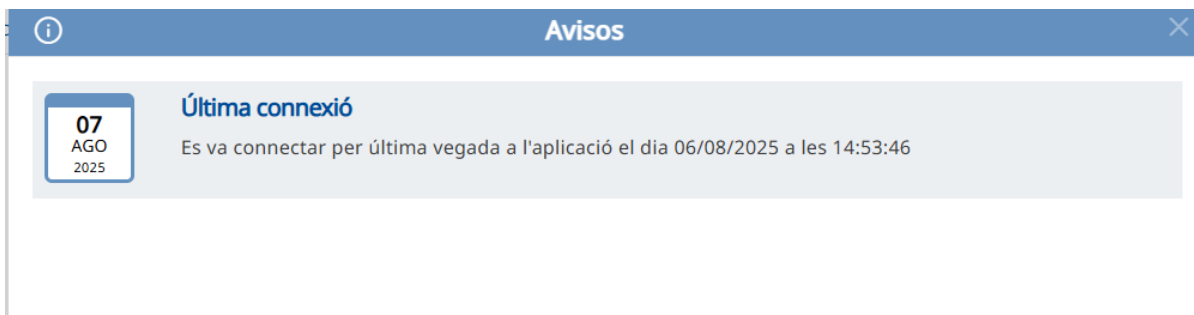 Avisos
07
AGO
2025
Última connexió
Es va connectar per última vegada a l'aplicació el dia 06/08/2025 a les 14:53:46